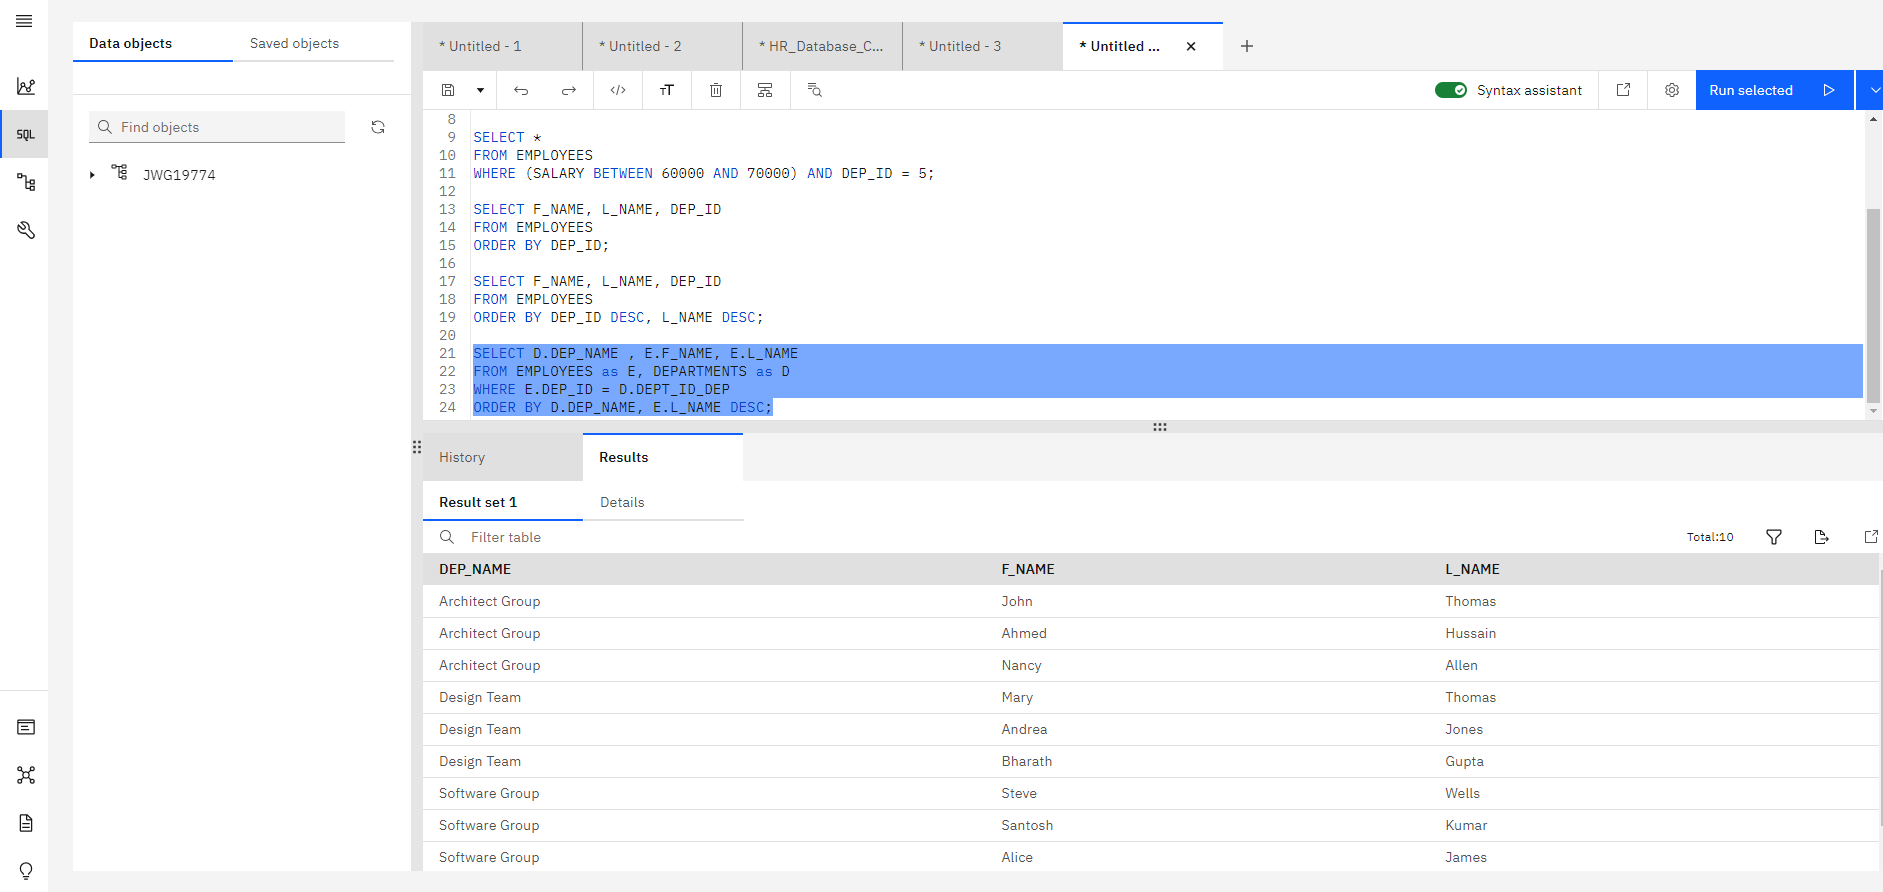 Data objects
Saved objects
Find objects
JWG19774
SQL
* Untitled - 1
* Untitled - 2
* HR_Database_C...
* Untitled - 3
* Untitled ...
Syntax assistant
Run selected
8
9 SELECT *
10 FROM EMPLOYEES
11 WHERE (SALARY BETWEEN 60000 AND 70000) AND DEP_ID = 5;
12
13 SELECT F_NAME, L_NAME, DEP_ID
14 FROM EMPLOYEES
15 ORDER BY DEP_ID;
16
17 SELECT F_NAME, L_NAME, DEP_ID
18 FROM EMPLOYEES
19 ORDER BY DEP_ID DESC, L_NAME DESC;
20
21 SELECT D.DEP_NAME , E.F_NAME, E.L_NAME
22 FROM EMPLOYEES as E, DEPARTMENTS as D
23 WHERE E.DEP_ID = D.DEPT_ID_DEP
24 ORDER BY D.DEP_NAME, E.L_NAME DESC;
History
Results
Result set 1
Details
Filter table
Total:10
DEP_NAME F_NAME L_NAME
Architect Group John Thomas
Architect Group Ahmed Hussain
Architect Group Nancy Allen
Design Team Mary Thomas
Design Team Andrea Jones
Design Team Bharath Gupta
Software Group Steve Wells
Software Group Santosh Kumar
Software Group Alice James